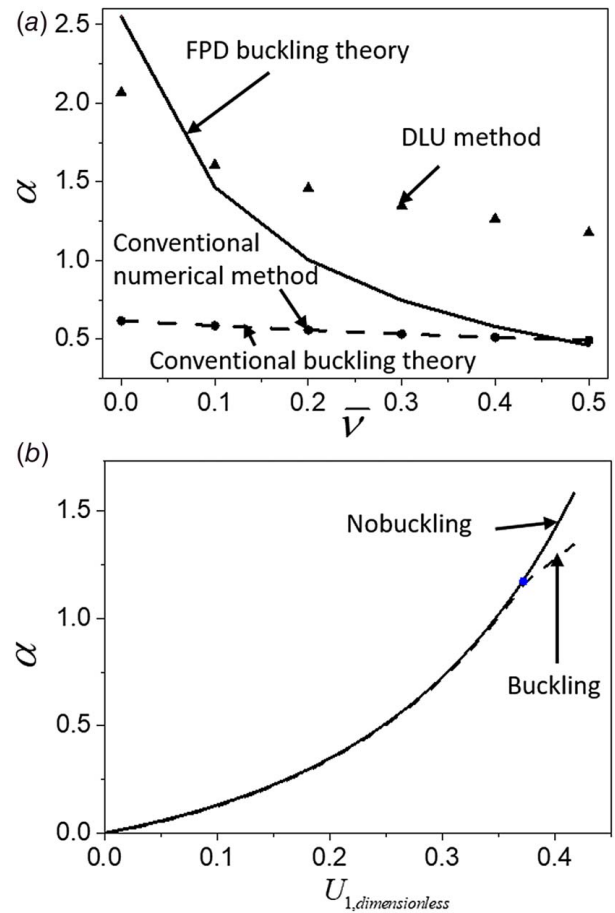 (a)
2.5
2.0
1.5
1.0
0.5
α
FPD buckling theory
DLU method
Conventional
numerical method
Conventional buckling theory
0.0 0.1 0.2 0.3 0.4 0.5
ν̅
(b)
1.5
1.0
0.5
0.0
α
Nobuckling
Buckling
0.0 0.1 0.2 0.3 0.4
U1,dimensionless